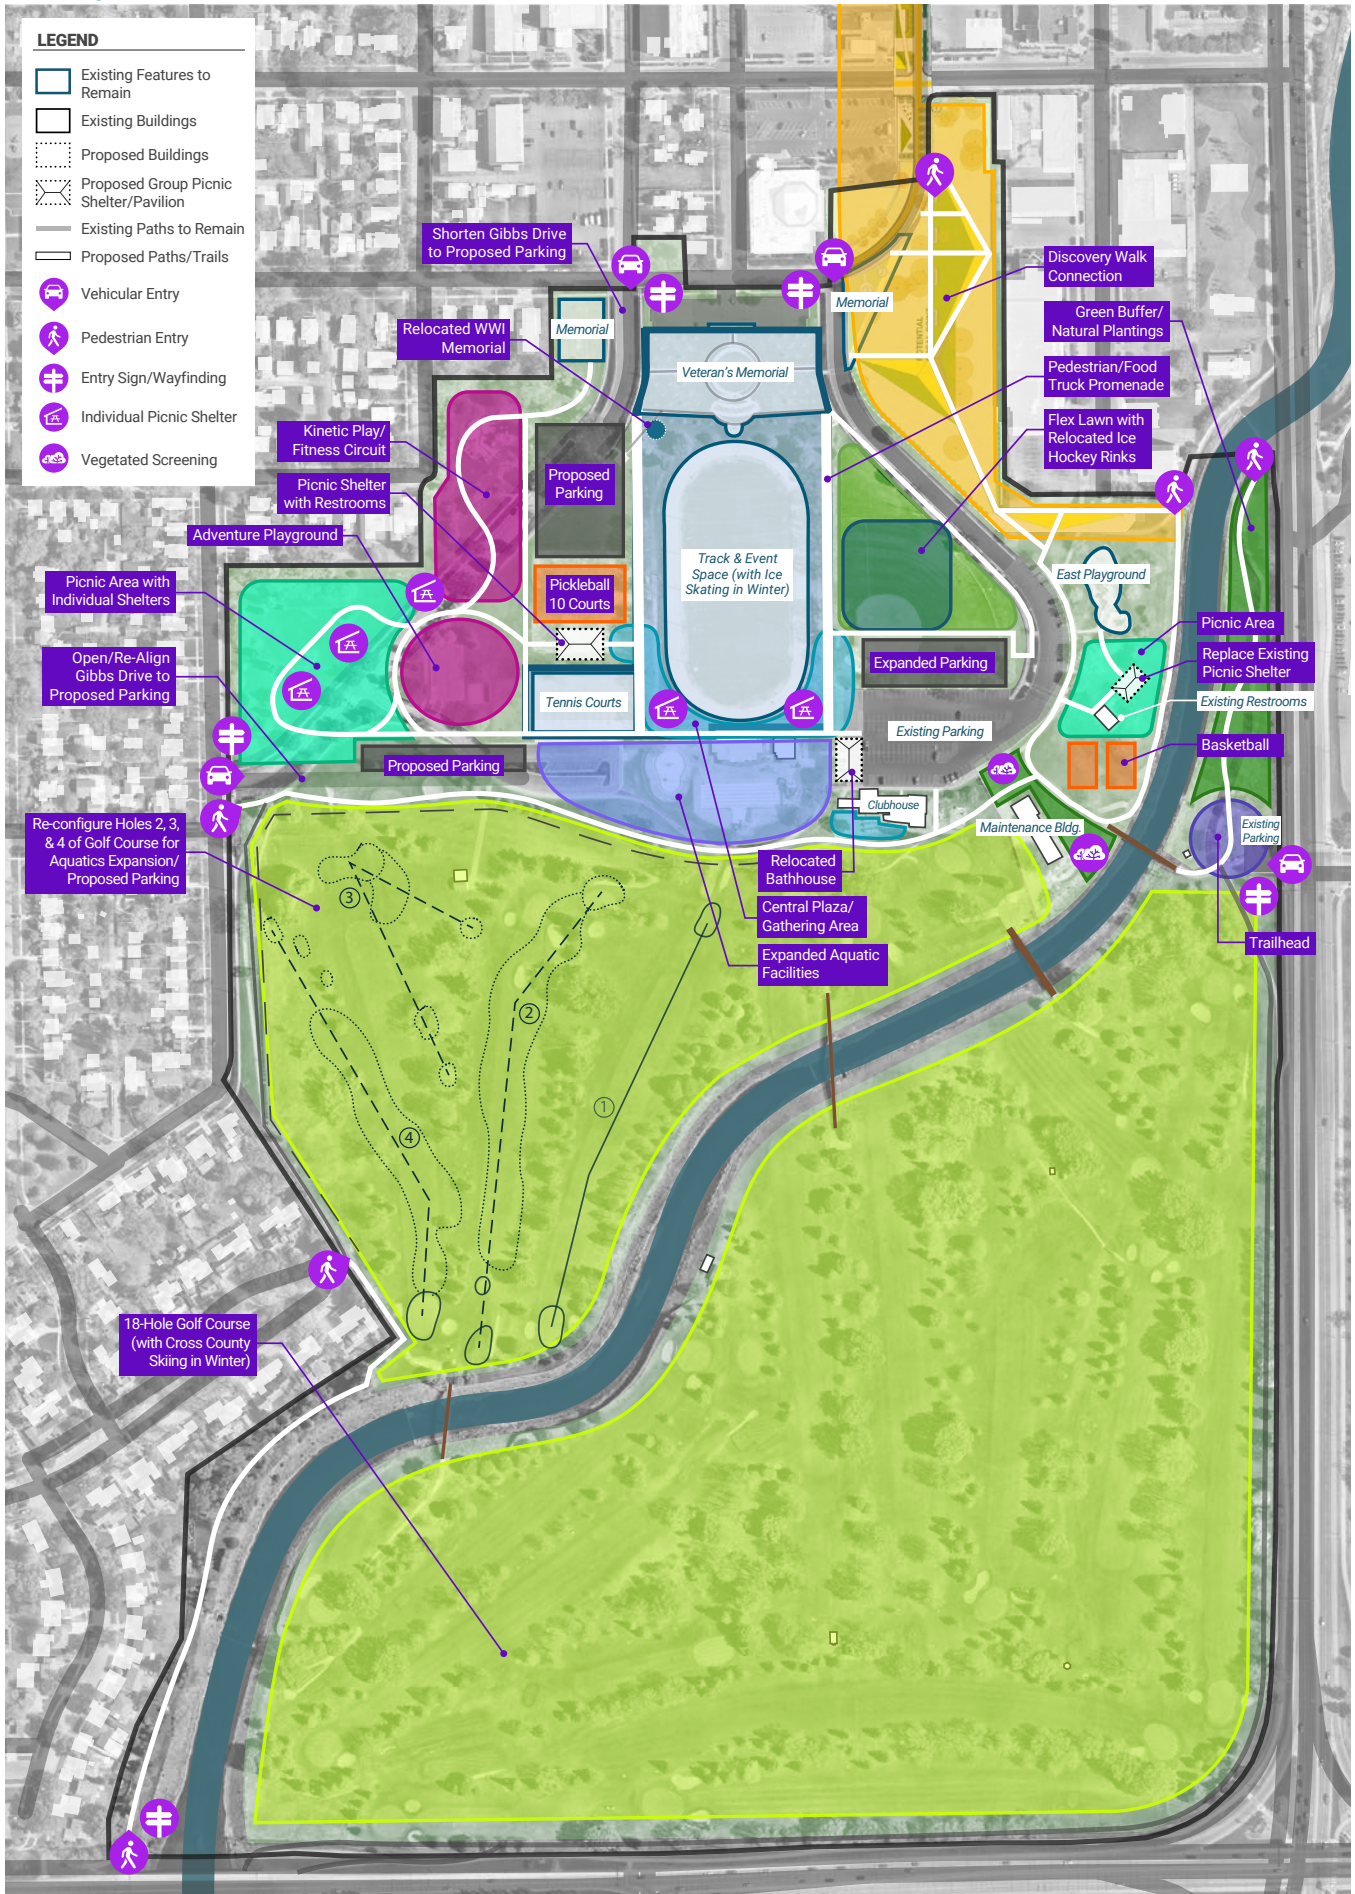 LEGEND
Existing Features to
Remain
Existing Buildings
Proposed Buildings
Proposed Group Picnic
Shelter/Pavilion
Existing Paths to Remain
Proposed Paths/Trails
Vehicular Entry
Pedestrian Entry
Entry Sign/Wayfinding
Individual Picnic Shelter
Vegetated Screening
Shorten Gibbs Drive
to Proposed Parking
Relocated WWI
Memorial
Memorial
Memorial
Veteran's Memorial
Discovery Walk
Connection
Green Buffer/
Natural Plantings
Pedestrian/Food
Truck Promenade
Flex Lawn with
Relocated Ice
Hockey Rinks
Kinetic Play/
Fitness Circuit
Picnic Shelter
with Restrooms
Adventure Playground
Picnic Area with
Individual Shelters
Open/Re-Align
Gibbs Drive to
Proposed Parking
Proposed
Parking
Pickleball
10 Courts
Track & Event
Space (with Ice
Skating in Winter)
East Playground
Picnic Area
Replace Existing
Picnic Shelter
Existing Restrooms
Basketball
Expanded Parking
Tennis Courts
Existing Parking
Proposed Parking
Clubhouse
Maintenance Bldg.
Existing
Parking
Re-configure Holes 2, 3,
& 4 of Golf Course for
Aquatics Expansion/
Proposed Parking
Relocated
Bathhouse
Central Plaza/
Gathering Area
Expanded Aquatic
Facilities
Trailhead
3
2
1
4
18-Hole Golf Course
(with Cross County
Skiing in Winter)